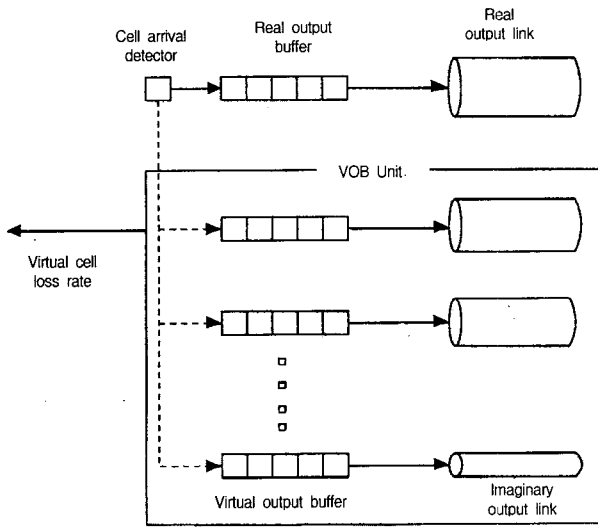 Cell arrival
detector
Real output
buffer
Real
output link
VOB Unit
Virtual cell
loss rate
Virtual output buffer
Imaginary
output link